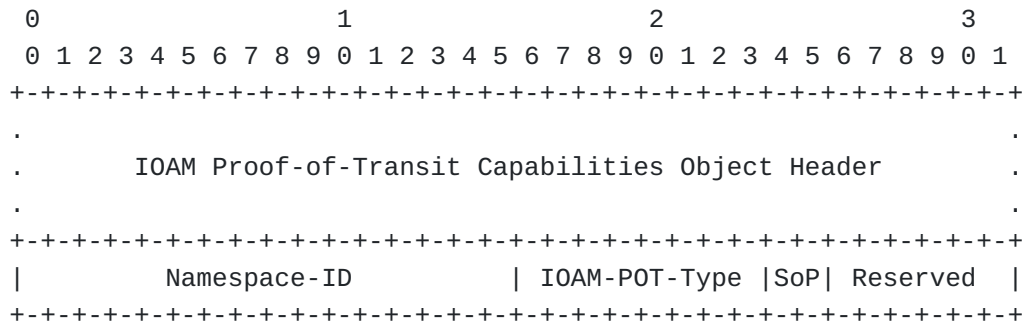 0                   1                   2                   3
 0 1 2 3 4 5 6 7 8 9 0 1 2 3 4 5 6 7 8 9 0 1 2 3 4 5 6 7 8 9 0 1
+-+-+-+-+-+-+-+-+-+-+-+-+-+-+-+-+-+-+-+-+-+-+-+-+-+-+-+-+-+-+-+-+
.                                                               .
.       IOAM Proof-of-Transit Capabilities Object Header        .
.                                                               .
+-+-+-+-+-+-+-+-+-+-+-+-+-+-+-+-+-+-+-+-+-+-+-+-+-+-+-+-+-+-+-+-+
|         Namespace-ID          | IOAM-POT-Type |SoP| Reserved  |
+-+-+-+-+-+-+-+-+-+-+-+-+-+-+-+-+-+-+-+-+-+-+-+-+-+-+-+-+-+-+-+-+